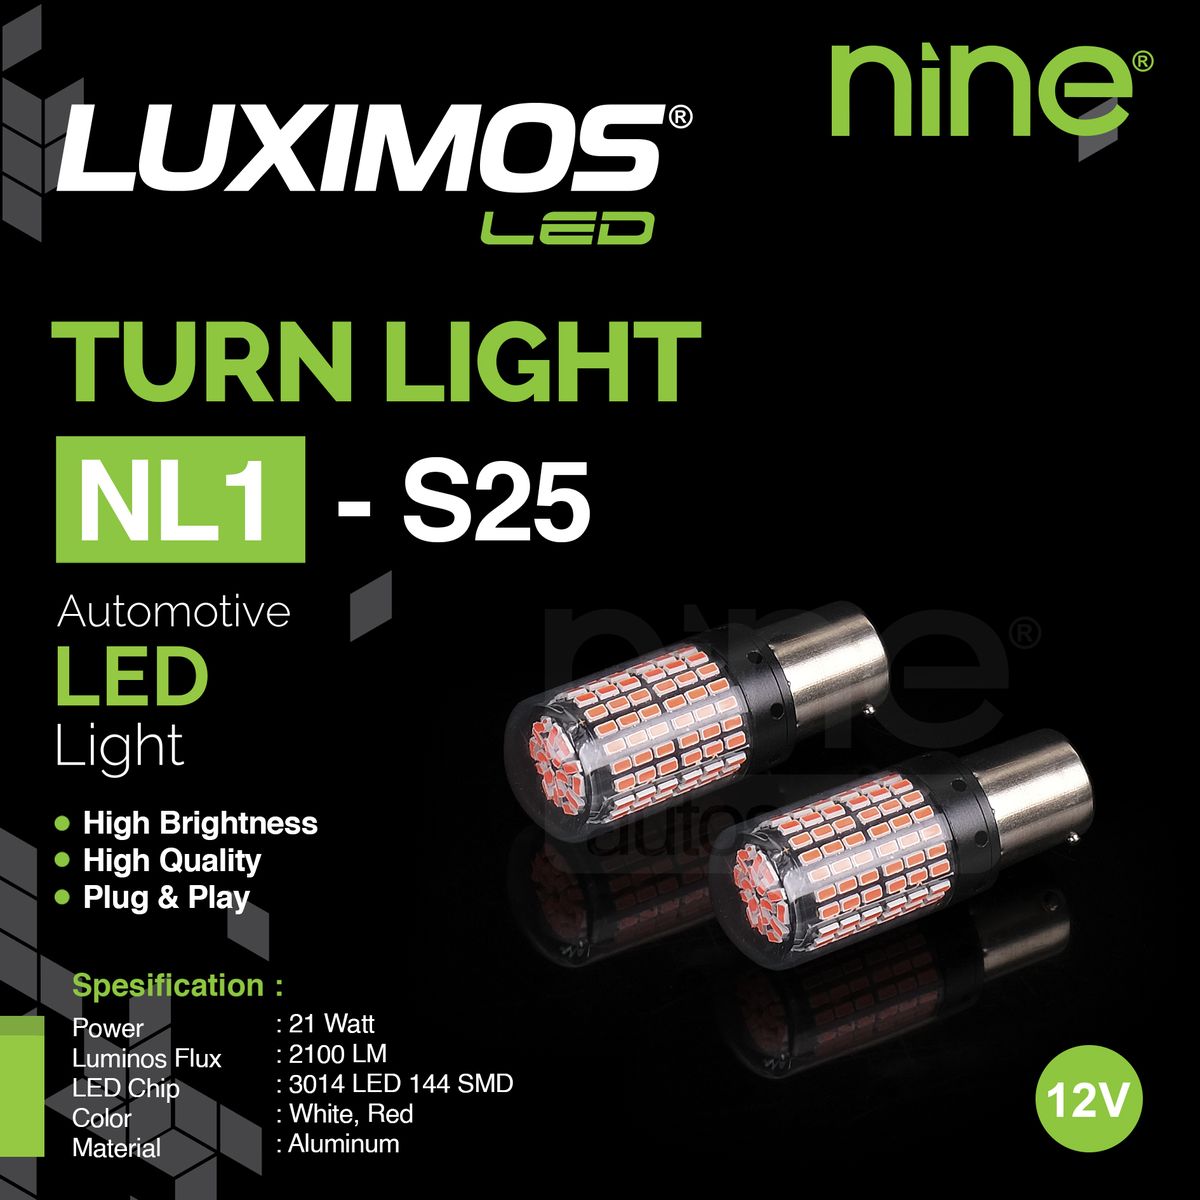 nine®
LUXIMOS®
LED
TURN LIGHT
NL1 - S25
Automotive
LED
Light
• High Brightness
• High Quality
• Plug & Play
nine®
autos
Spesification :
Power : 21 Watt
Luminos Flux : 2100 LM
LED Chip : 3014 LED 144 SMD
Color : White, Red
Material : Aluminum
12V